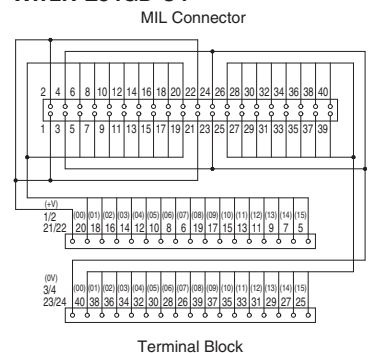 MIL Connector
2 4 6 8 10 12 14 16 18 20 22 24 26 28 30 32 34 36 38 40
1 3 5 7 9 11 13 15 17 19 21 23 25 27 29 31 33 35 37 39
(+V)
1/2 (00) (01) (02) (03) (04) (05) (06) (07) (08) (09) (10) (11) (12) (13) (14) (15)
21/22 20 18 16 14 12 10 8 6 19 17 15 13 11 9 7 5
(0V)
3/4 (00) (01) (02) (03) (04) (05) (06) (07) (08) (09) (10) (11) (12) (13) (14) (15)
23/24 40 38 36 34 32 30 28 26 39 37 35 33 31 29 27 25
Terminal Block